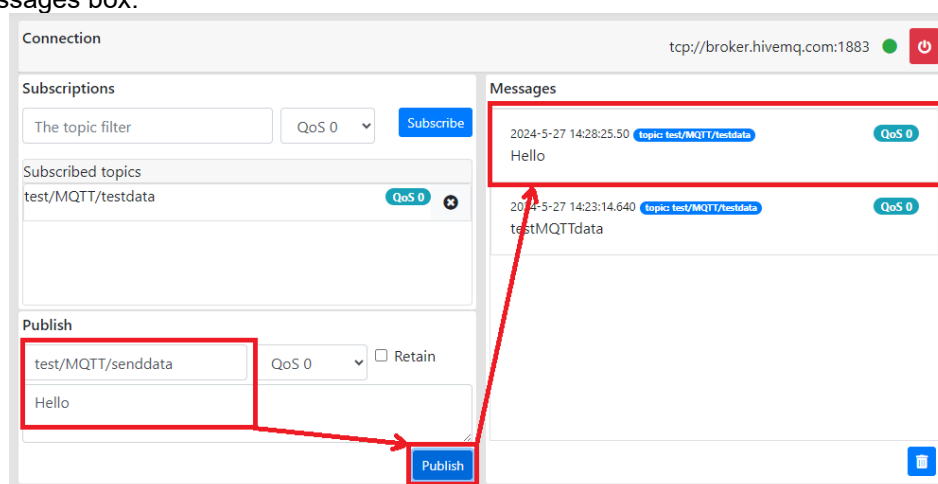 ssages box.
Connection
tcp://broker.hivemq.com:1883
Subscriptions
The topic filter
QoS 0
Subscribe
Subscribed topics
test/MQTT/testdata
QoS 0
Publish
test/MQTT/senddata
QoS 0
Retain
Hello
Publish
Messages
2024-5-27 14:28:25.50 topic: test/MQTT/testdata
QoS 0
Hello
2024-5-27 14:23:14.640 topic: test/MQTT/testdata
QoS 0
testMQTTdata